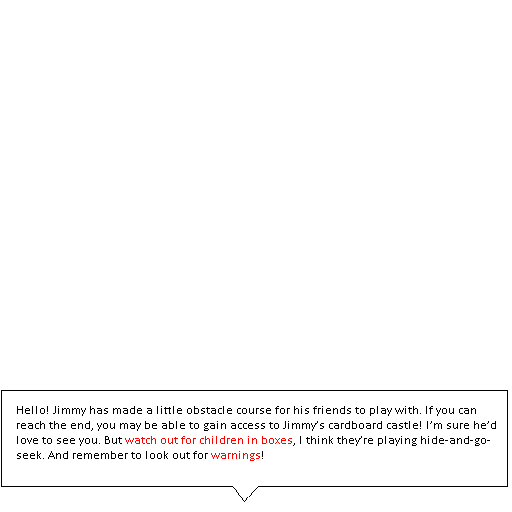 Hello! Jimmy has made a little obstacle course for his friends to play with. If you can
reach the end, you may be able to gain access to Jimmy's cardboard castle! I'm sure he'd
love to see you. But watch out for children in boxes, I think they're playing hide-and-go-
seek. And remember to look out for warnings!